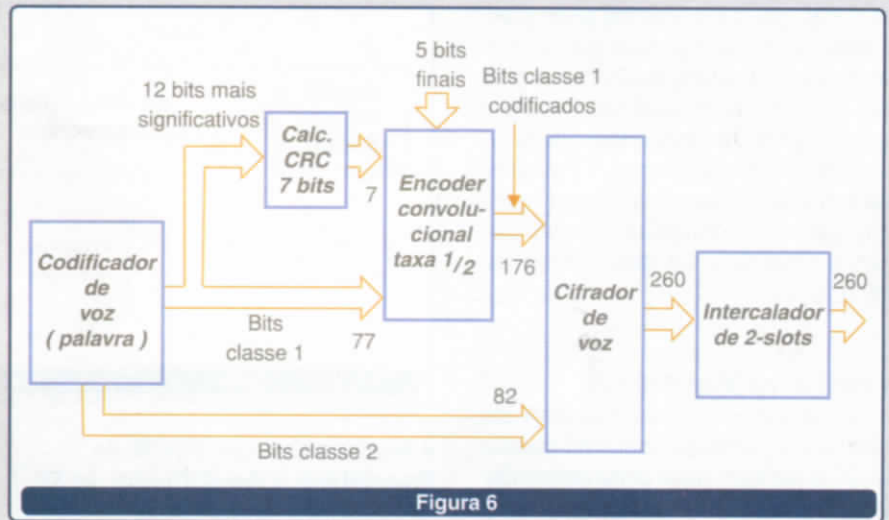 5 bits
finais
Bits classe 1
codificados
12 bits mais
significativos
Calc.
CRC
7 bits
7
Encoder
convolu-
cional
taxa 1/2
176
Codificador
de
voz
( palavra )
Bits
classe 1
77
Cifrador
de
voz
260
Intercalador
de 2-slots
260
82
Bits classe 2
Figura 6